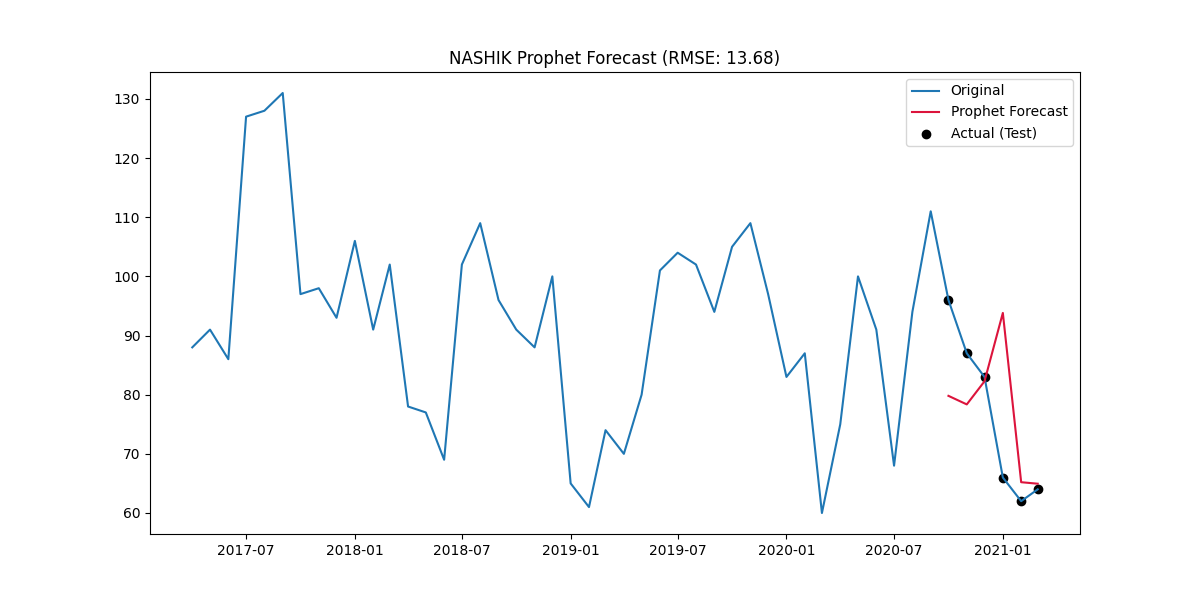 NASHIK Prophet Forecast (RMSE: 13.68)
Original
Prophet Forecast
Actual (Test)
130
120
110
100
90
80
70
60
2017-07 2018-01 2018-07 2019-01 2019-07 2020-01 2020-07 2021-01